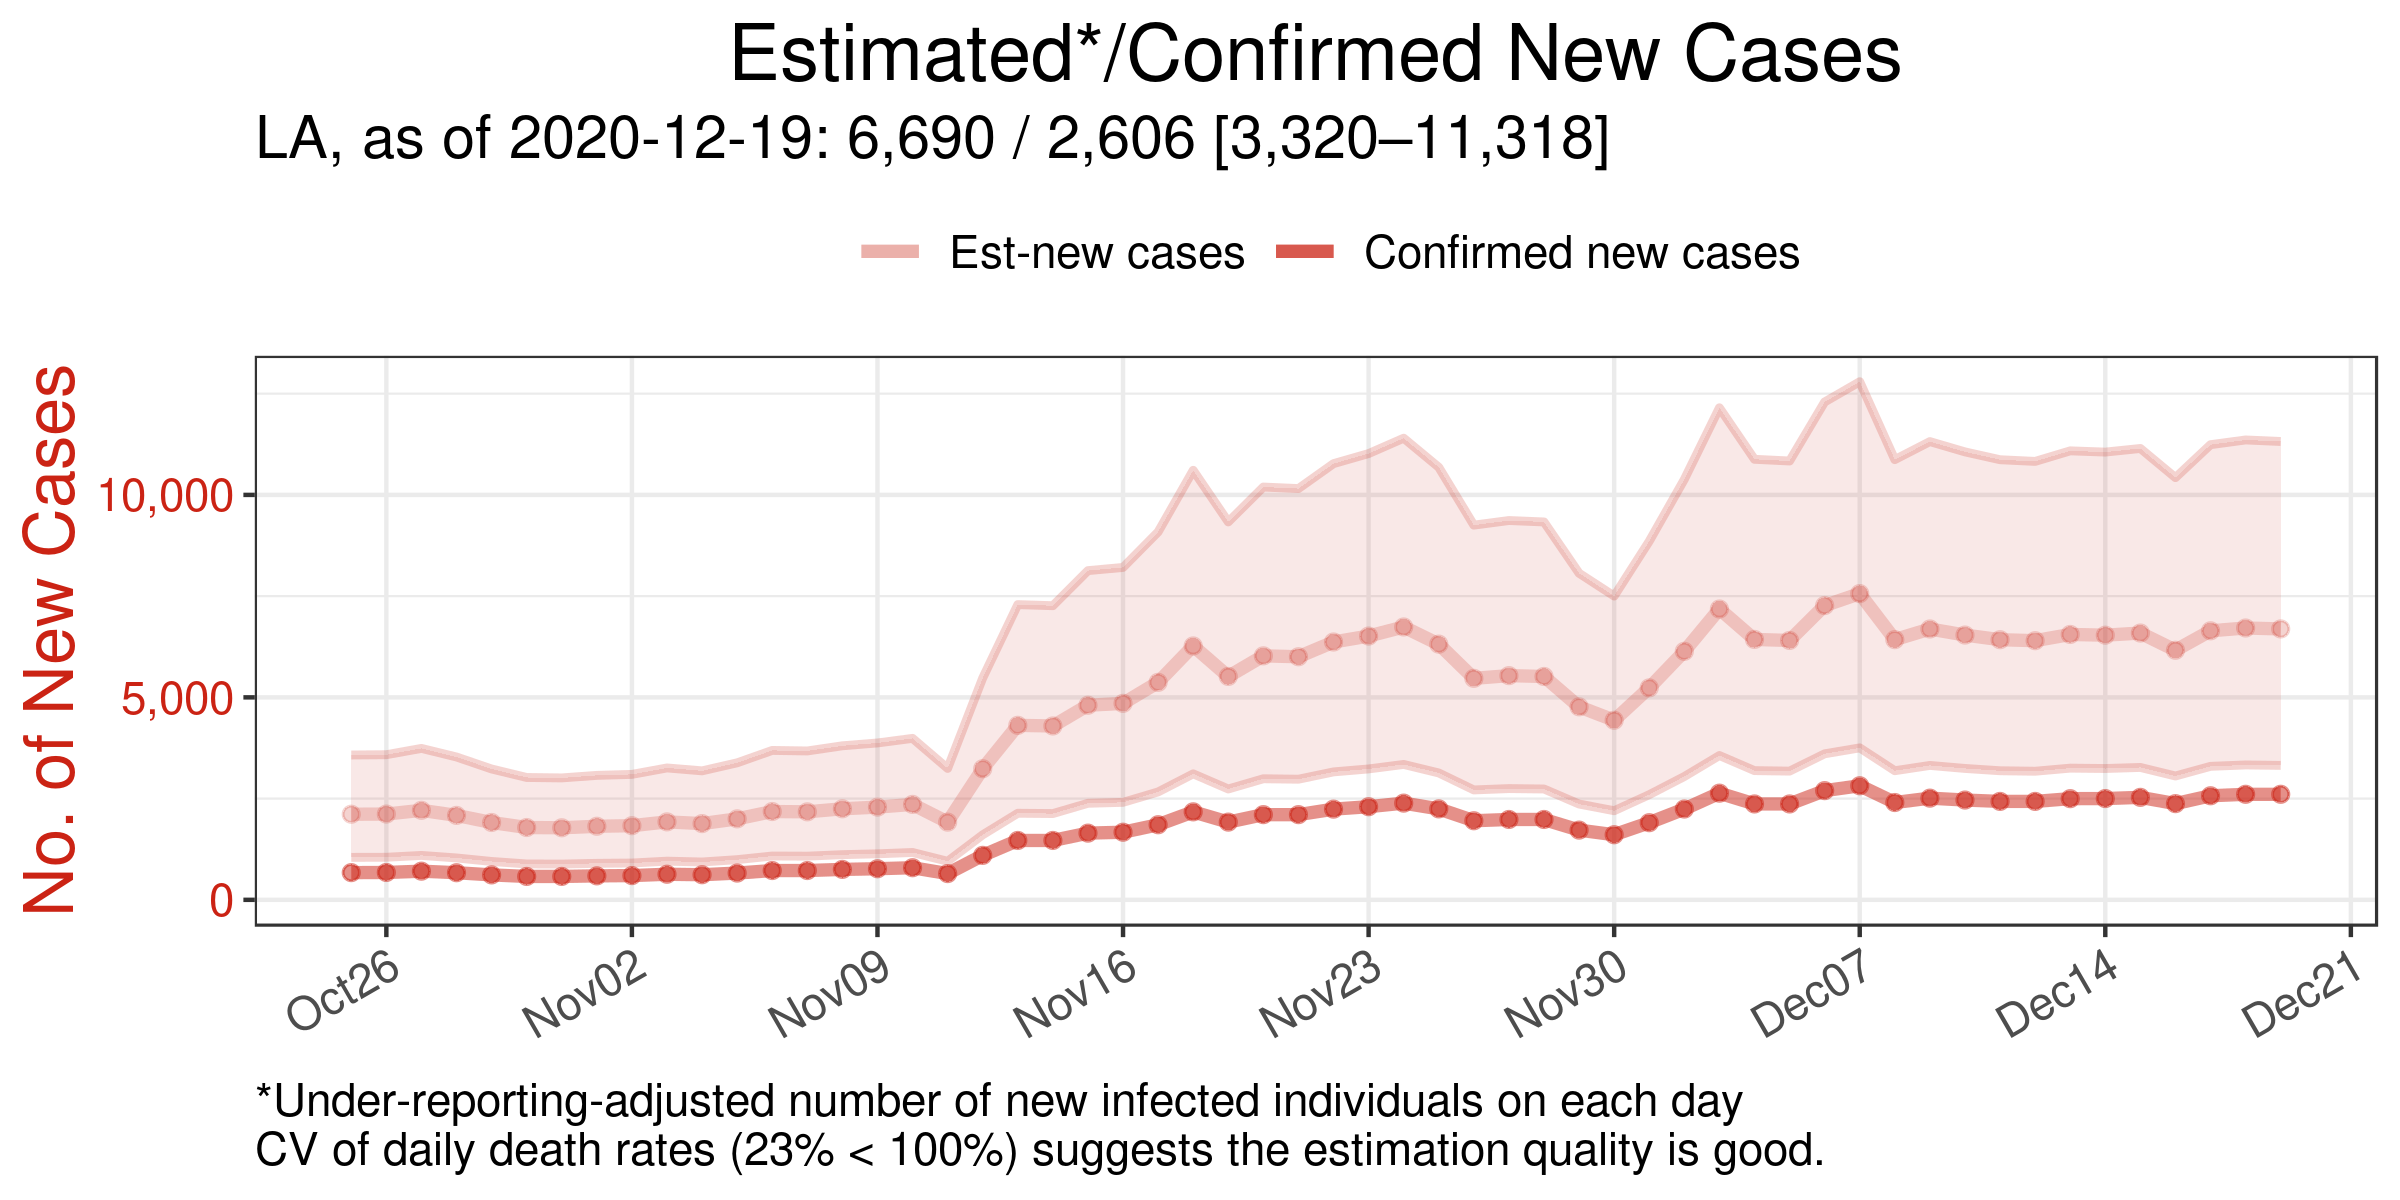 Estimated*/Confirmed New Cases
LA, as of 2020-12-19: 6,690 / 2,606 [3,320–11,318]
Est-new cases
Confirmed new cases
No. of New Cases
10,000
5,000
0
Oct26
Nov02
Nov09
Nov16
Nov23
Nov30
Dec07
Dec14
Dec21
*Under-reporting-adjusted number of new infected individuals on each day
CV of daily death rates (23% < 100%) suggests the estimation quality is good.